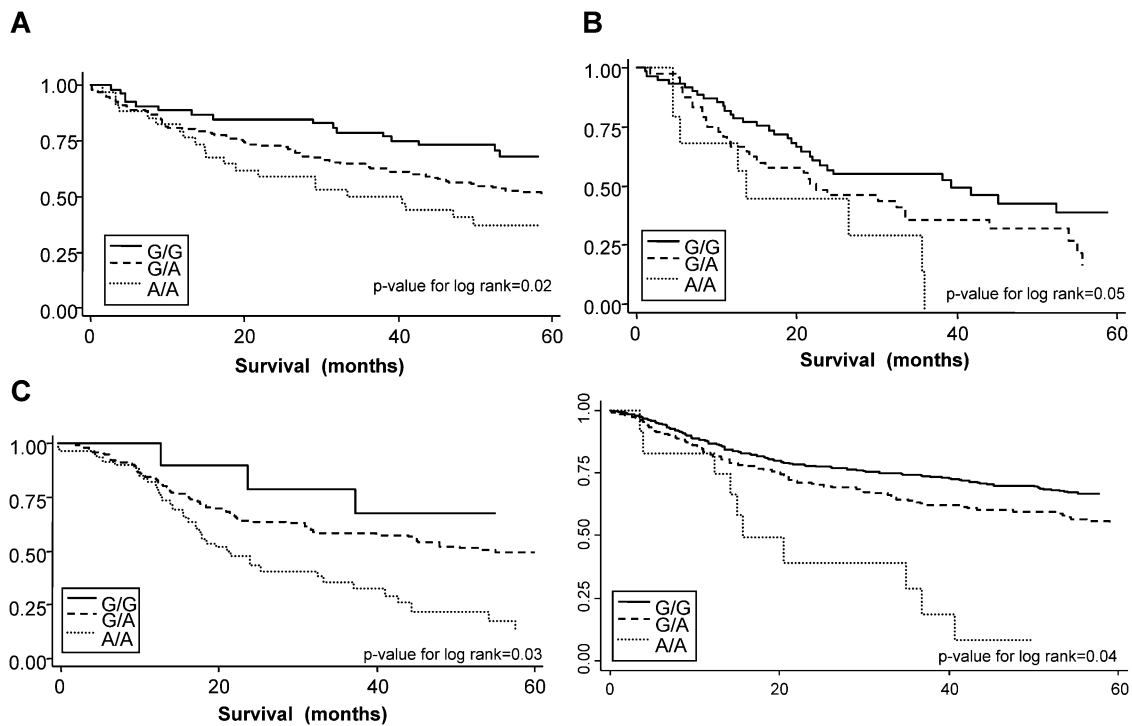 A
1.00
0.75
0.50
0.25
0.00
G/G
G/A
A/A
p-value for log rank=0.02
0 20 40 60
Survival (months)
B
1.00
0.75
0.50
0.25
0.00
G/G
G/A
A/A
p-value for log rank=0.05
0 20 40 60
Survival (months)
C
1.00
0.75
0.50
0.25
0.00
G/G
G/A
A/A
p-value for log rank=0.03
0 20 40 60
Survival (months)
1.00
0.75
0.50
0.25
0.00
G/G
G/A
A/A
p-value for log rank=0.04
0 20 40 60